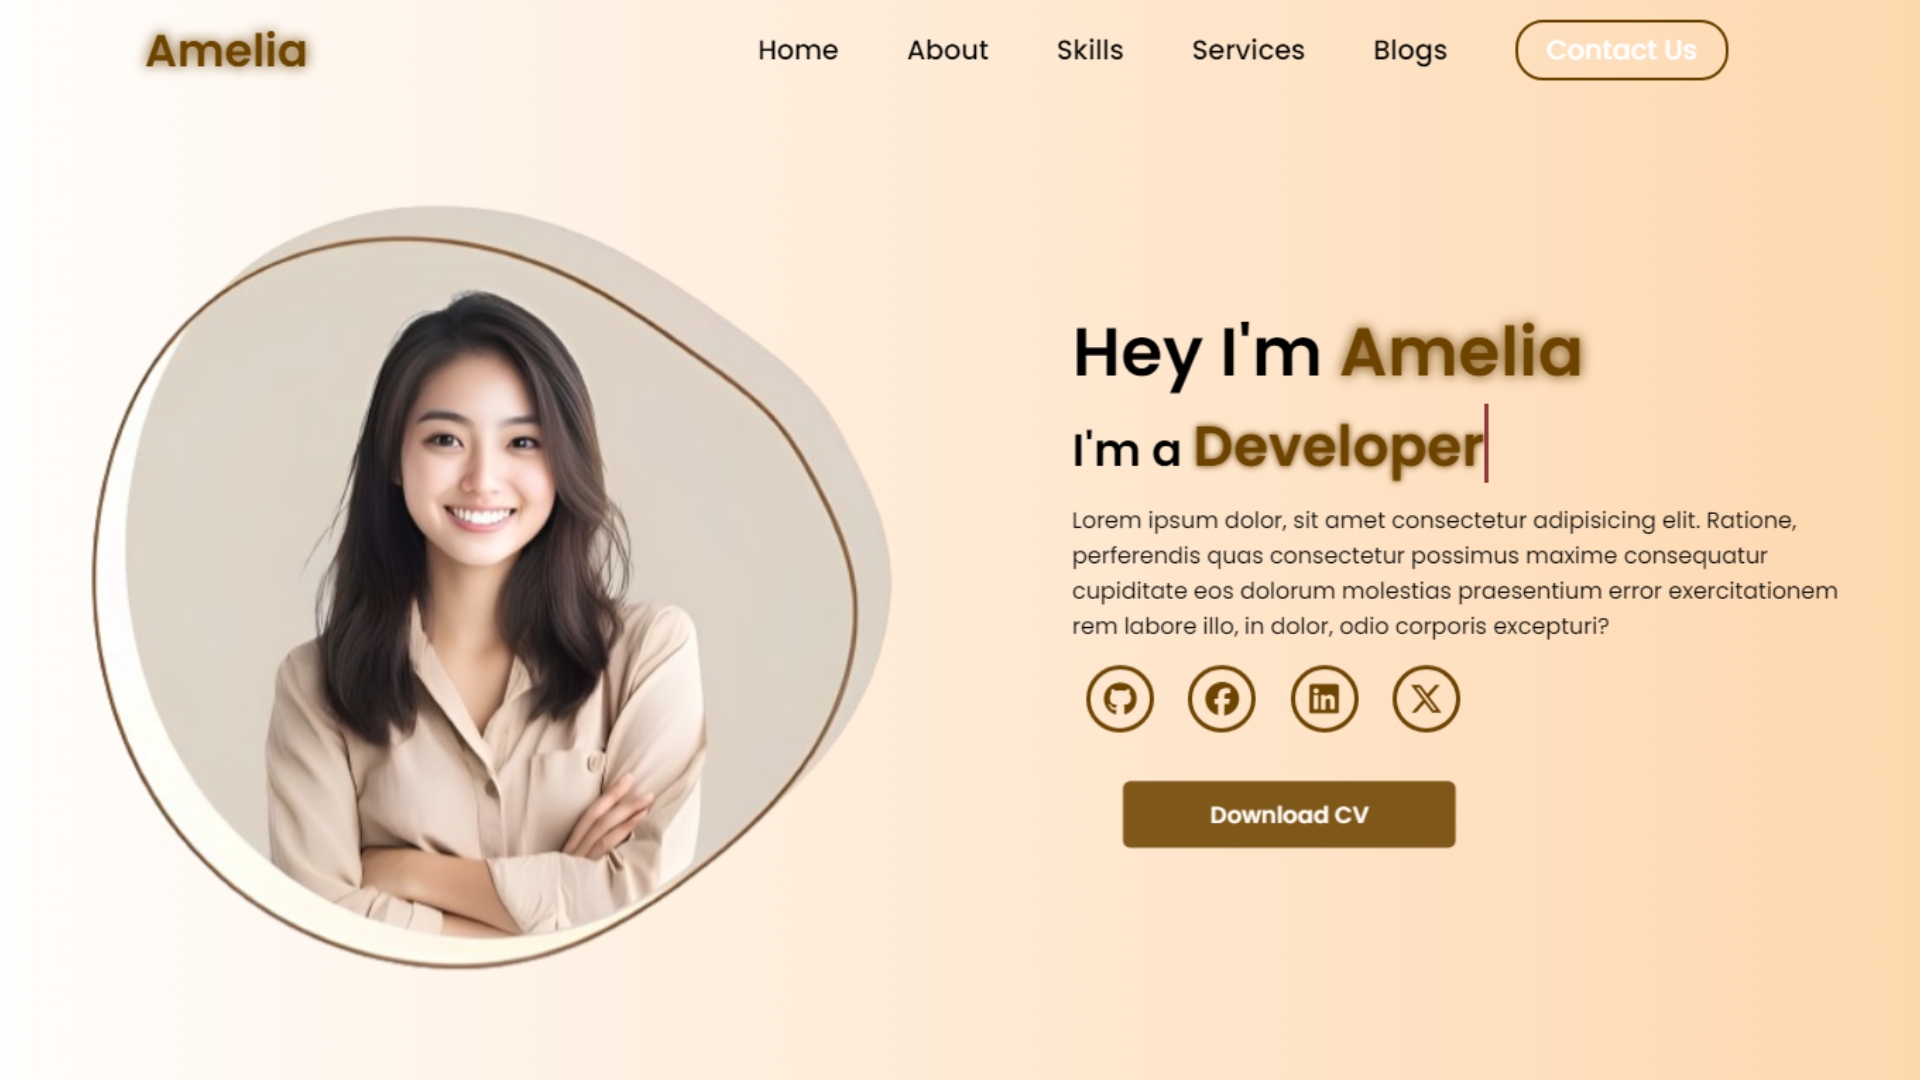 Amelia
Home About Skills Services Blogs Contact Us
Hey I'm Amelia
I'm a Developer
Lorem ipsum dolor, sit amet consectetur adipisicing elit. Ratione,
perferendis quas consectetur possimus maxime consequatur
cupiditate eos dolorum molestias praesentium error exercitationem
rem labore illo, in dolor, odio corporis excepturi?
in
Download CV